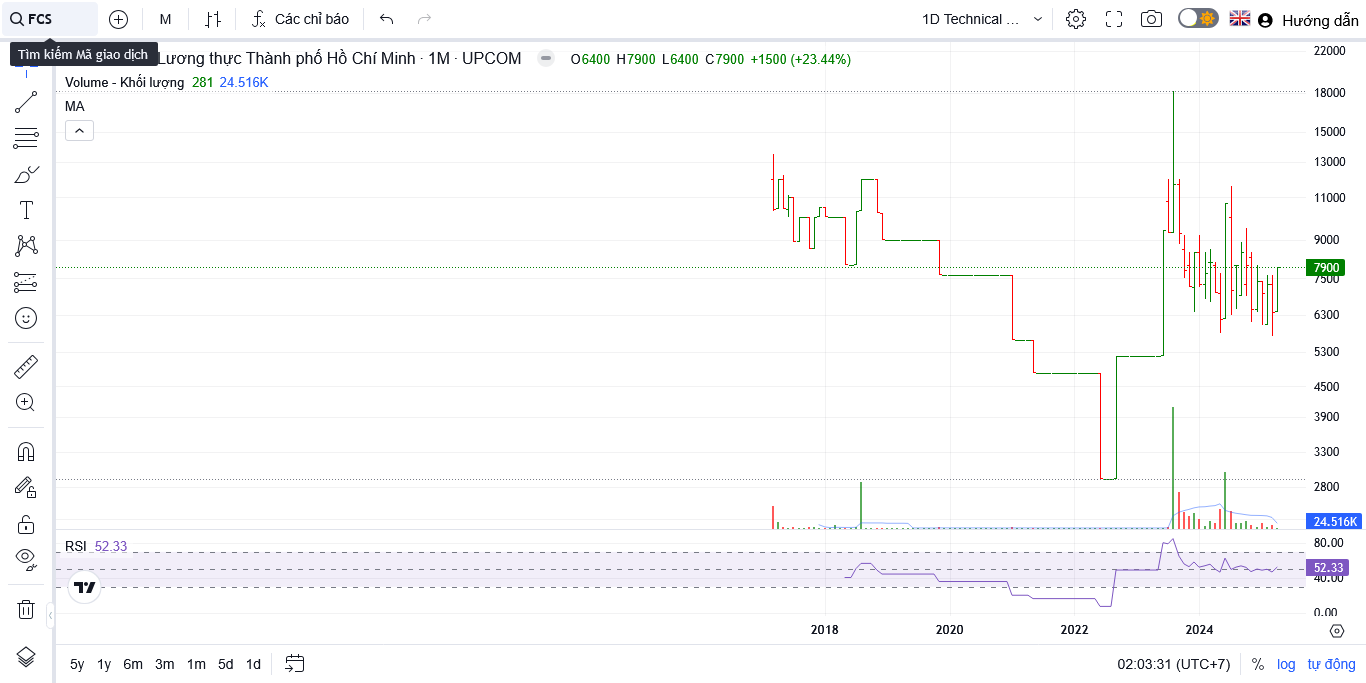 FCS M Các chỉ báo 1D Technical ... Hướng dẫn
Tìm kiếm Mã giao dịch
Lương thực Thành phố Hồ Chí Minh · 1M · UPCOM O6400 H7900 L6400 C7900 +1500 (+23.44%)
Volume - Khối lượng 281 24.516K
MA
22000
18000
15000
13000
11000
9000
7900
7500
6300
5300
4500
3900
3300
2800
24.516K
RSI 52.33
80.00
52.33
40.00
0.00
2018 2020 2022 2024
5y 1y 6m 3m 1m 5d 1d 02:03:31 (UTC+7) % log tự động